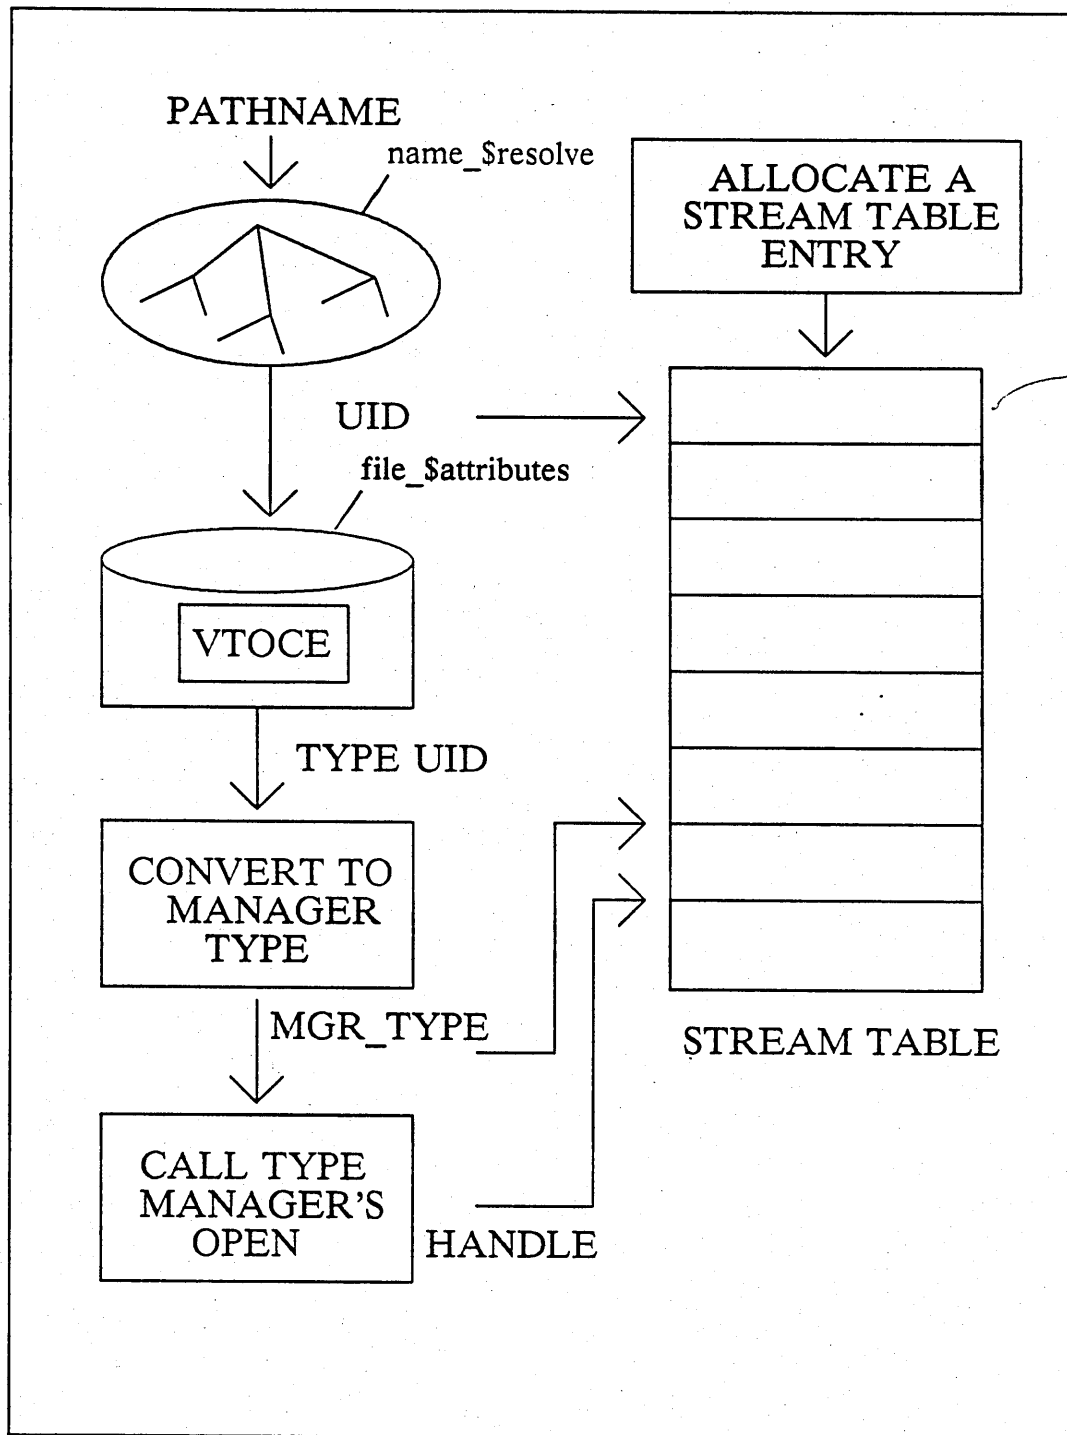 PATHNAME
name_$resolve
ALLOCATE A
STREAM TABLE
ENTRY
UID
file_$attributes
VTOCE
TYPE UID
CONVERT TO
MANAGER
TYPE
MGR_TYPE
STREAM TABLE
CALL TYPE
MANAGER'S
OPEN
HANDLE